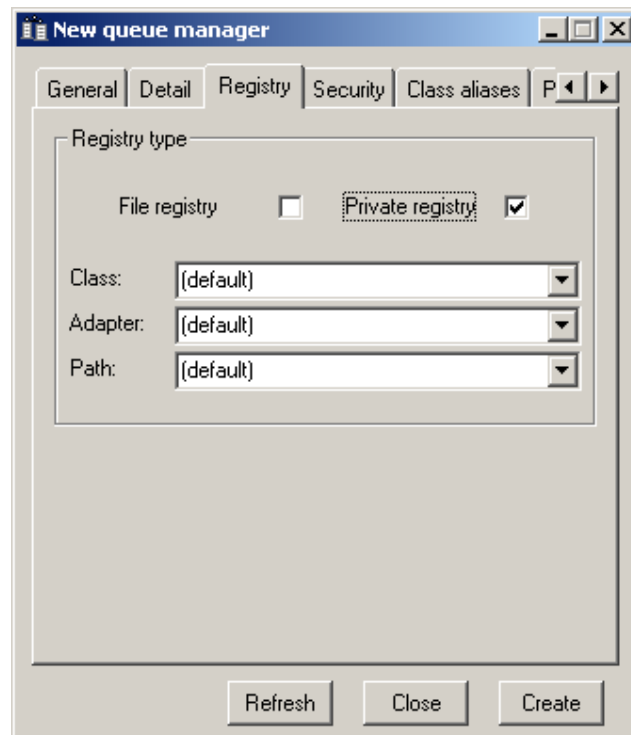 New queue manager
General Detail Registry Security Class aliases P
Registry type
File registry Private registry
Class: (default)
Adapter: (default)
Path: (default)
Refresh Close Create